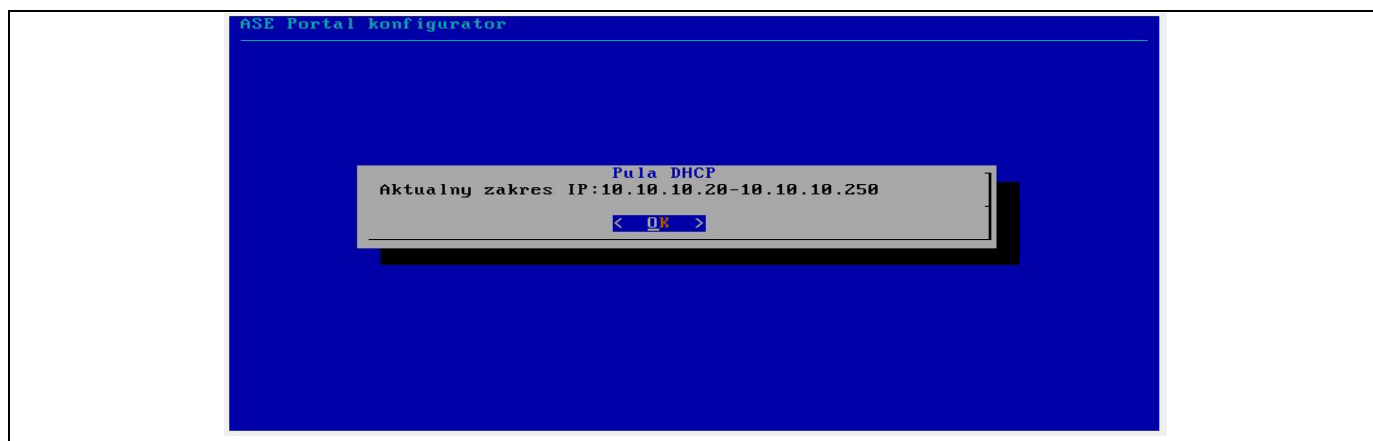 ASE Portal konfigurator
Pula DHCP
Aktualny zakres IP:10.10.10.20-10.10.10.250
< OK >